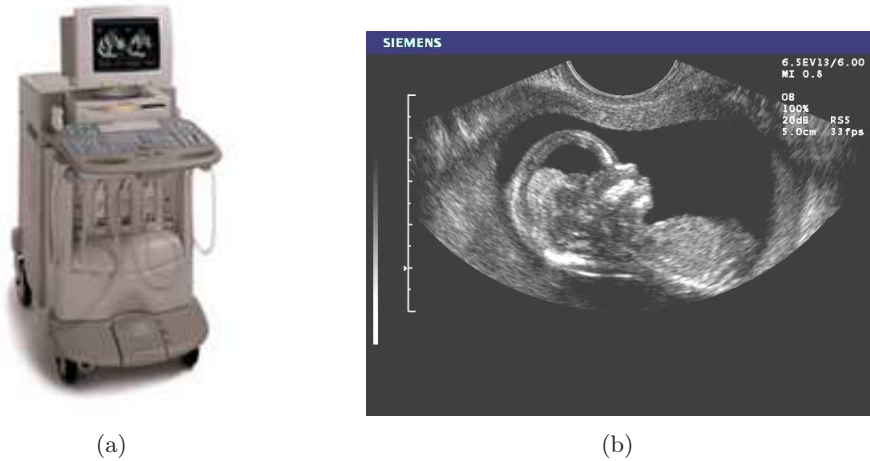 SIEMENS
6.5EV13/6.00
MI 0.8
OB
100%
20dB RS5
5.0cm 33fps
(a)
(b)